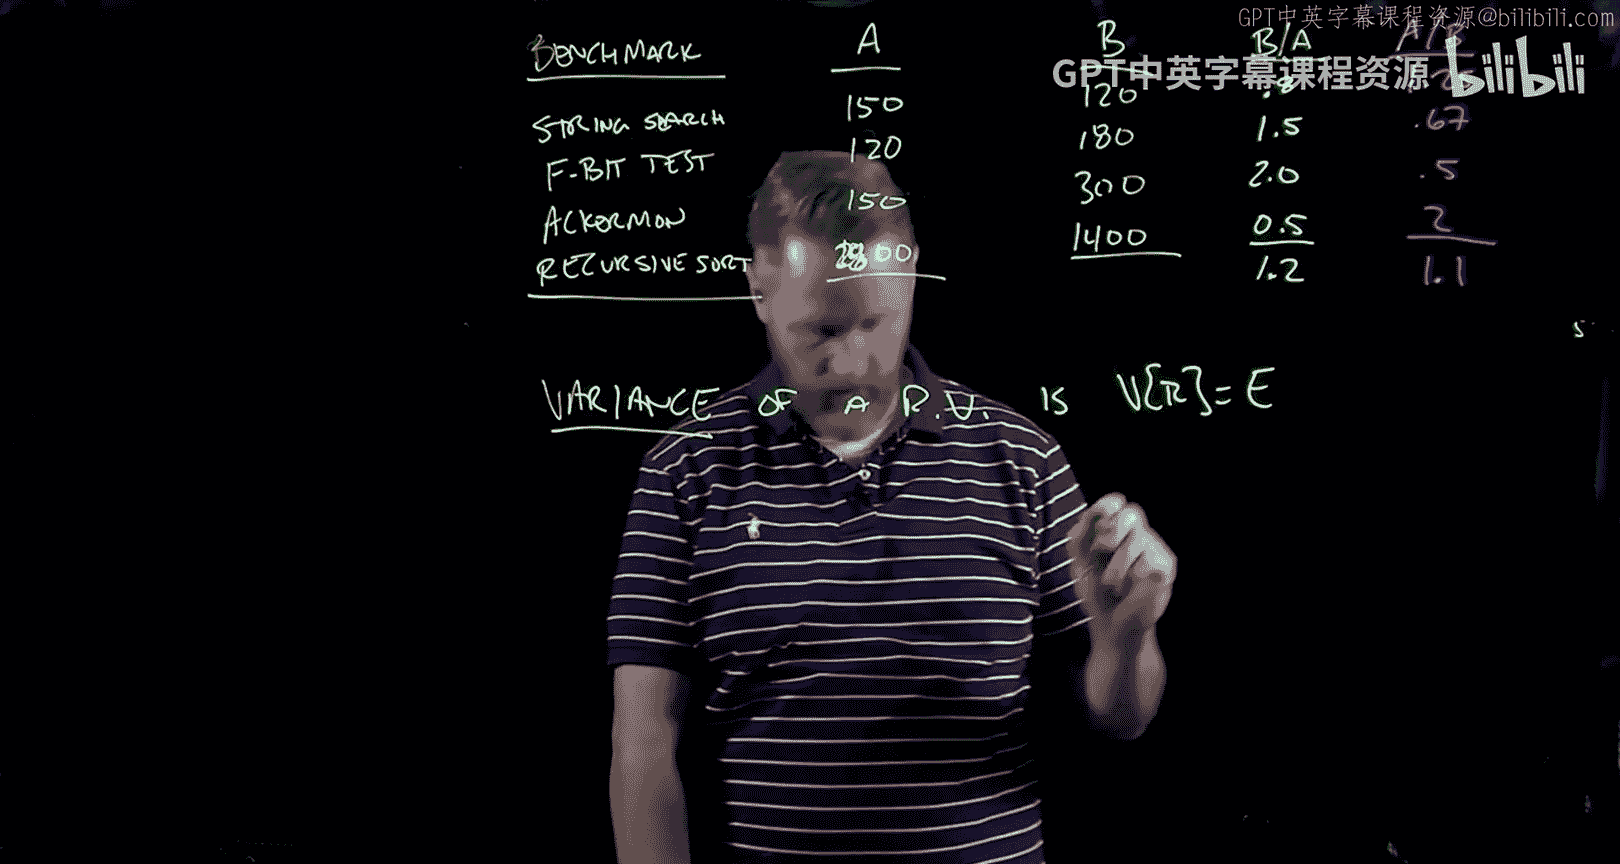 GPT中英字幕课程资源@bilibili.com
GPT中英字幕课程资源 bilibili
BENCHMARK A B B/A A/B
STRING SEARCH 150 120 .8
F-BIT TEST 120 180 1.5 .67
ACKERMON 150 300 2.0 .5
RECURSIVE SORT 00 1400 0.5 2
1.2 1.1
VARIANCE OF A R.V. IS V[R] = E